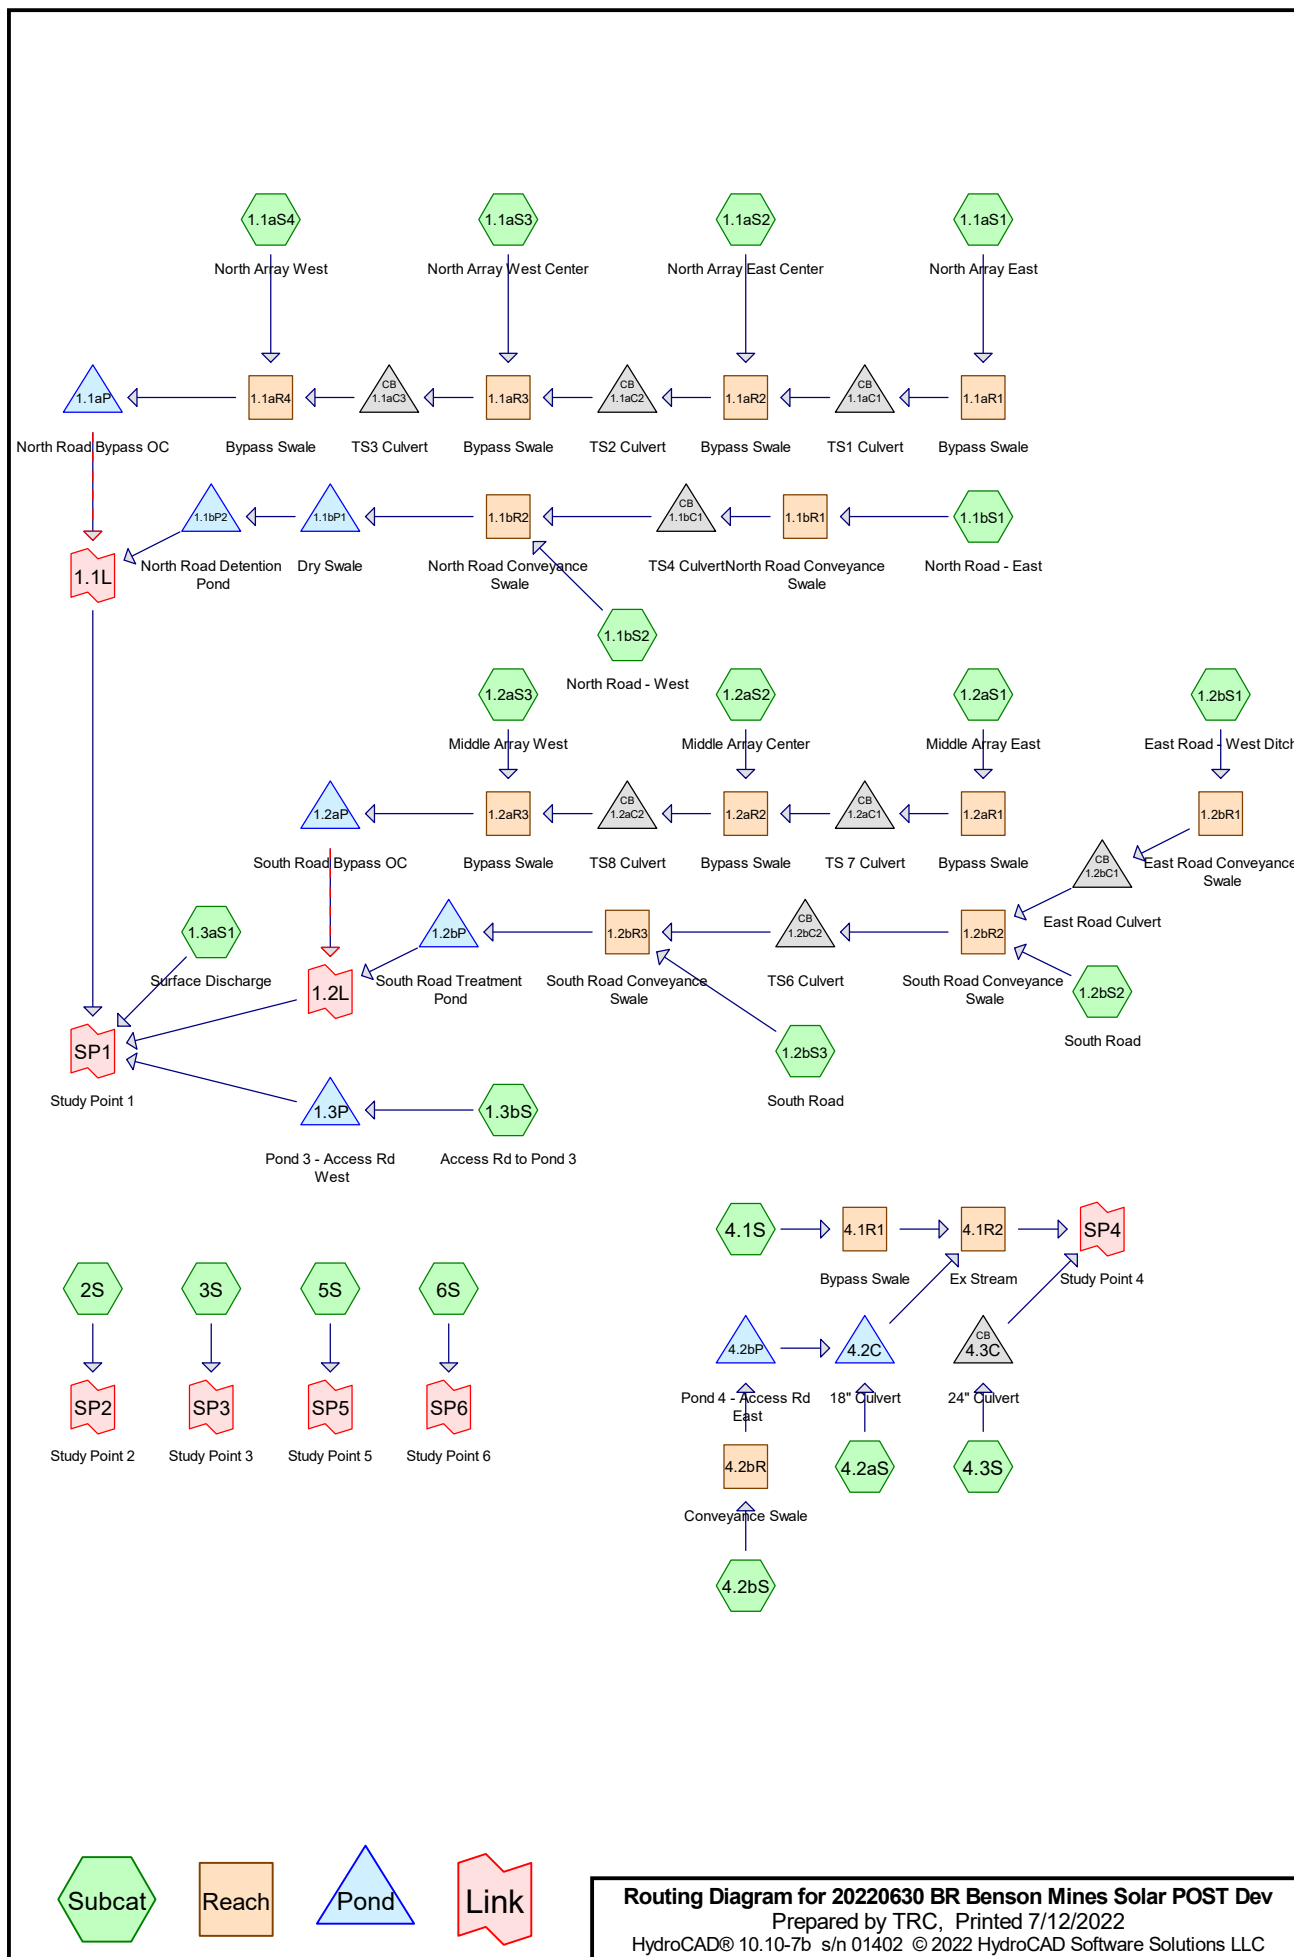 1.1aS4
1.1aS3
1.1aS2
1.1aS1
North Array West
North Array West Center
North Array East Center
North Array East
1.1aP
1.1aR4
CB
1.1aC3
1.1aR3
CB
1.1aC2
1.1aR2
CB
1.1aC1
1.1aR1
North Road Bypass OC
Bypass Swale
TS3 Culvert
Bypass Swale
TS2 Culvert
Bypass Swale
TS1 Culvert
Bypass Swale
1.1bP2
1.1bP1
1.1bR2
CB
1.1bC1
1.1bR1
1.1bS1
1.1L
North Road Detention
Pond
Dry Swale
North Road Conveyance
Swale
TS4 Culvert
North Road Conveyance
Swale
North Road - East
1.1bS2
North Road - West
1.2aS3
1.2aS2
1.2aS1
1.2bS1
Middle Array West
Middle Array Center
Middle Array East
East Road - West Ditch
1.2aP
1.2aR3
CB
1.2aC2
1.2aR2
CB
1.2aC1
1.2aR1
1.2bR1
South Road Bypass OC
Bypass Swale
TS8 Culvert
Bypass Swale
TS 7 Culvert
Bypass Swale
East Road Conveyance
Swale
CB
1.2bC1
East Road Culvert
1.3aS1
1.2bP
1.2bR3
CB
1.2bC2
1.2bR2
Surface Discharge
1.2L
South Road Treatment
Pond
South Road Conveyance
Swale
TS6 Culvert
South Road Conveyance
Swale
1.2bS2
South Road
SP1
Study Point 1
1.2bS3
South Road
1.3P
1.3bS
Pond 3 - Access Rd
West
Access Rd to Pond 3
4.1S
4.1R1
4.1R2
SP4
Bypass Swale
Ex Stream
Study Point 4
2S
3S
5S
6S
4.2bP
4.2C
CB
4.3C
Pond 4 - Access Rd
East
18" Culvert
24" Culvert
SP2
SP3
SP5
SP6
Study Point 2
Study Point 3
Study Point 5
Study Point 6
4.2bR
4.2aS
4.3S
Conveyance Swale
4.2bS
Subcat
Reach
Pond
Link
Routing Diagram for 20220630 BR Benson Mines Solar POST Dev
Prepared by TRC, Printed 7/12/2022
HydroCAD® 10.10-7b s/n 01402 © 2022 HydroCAD Software Solutions LLC